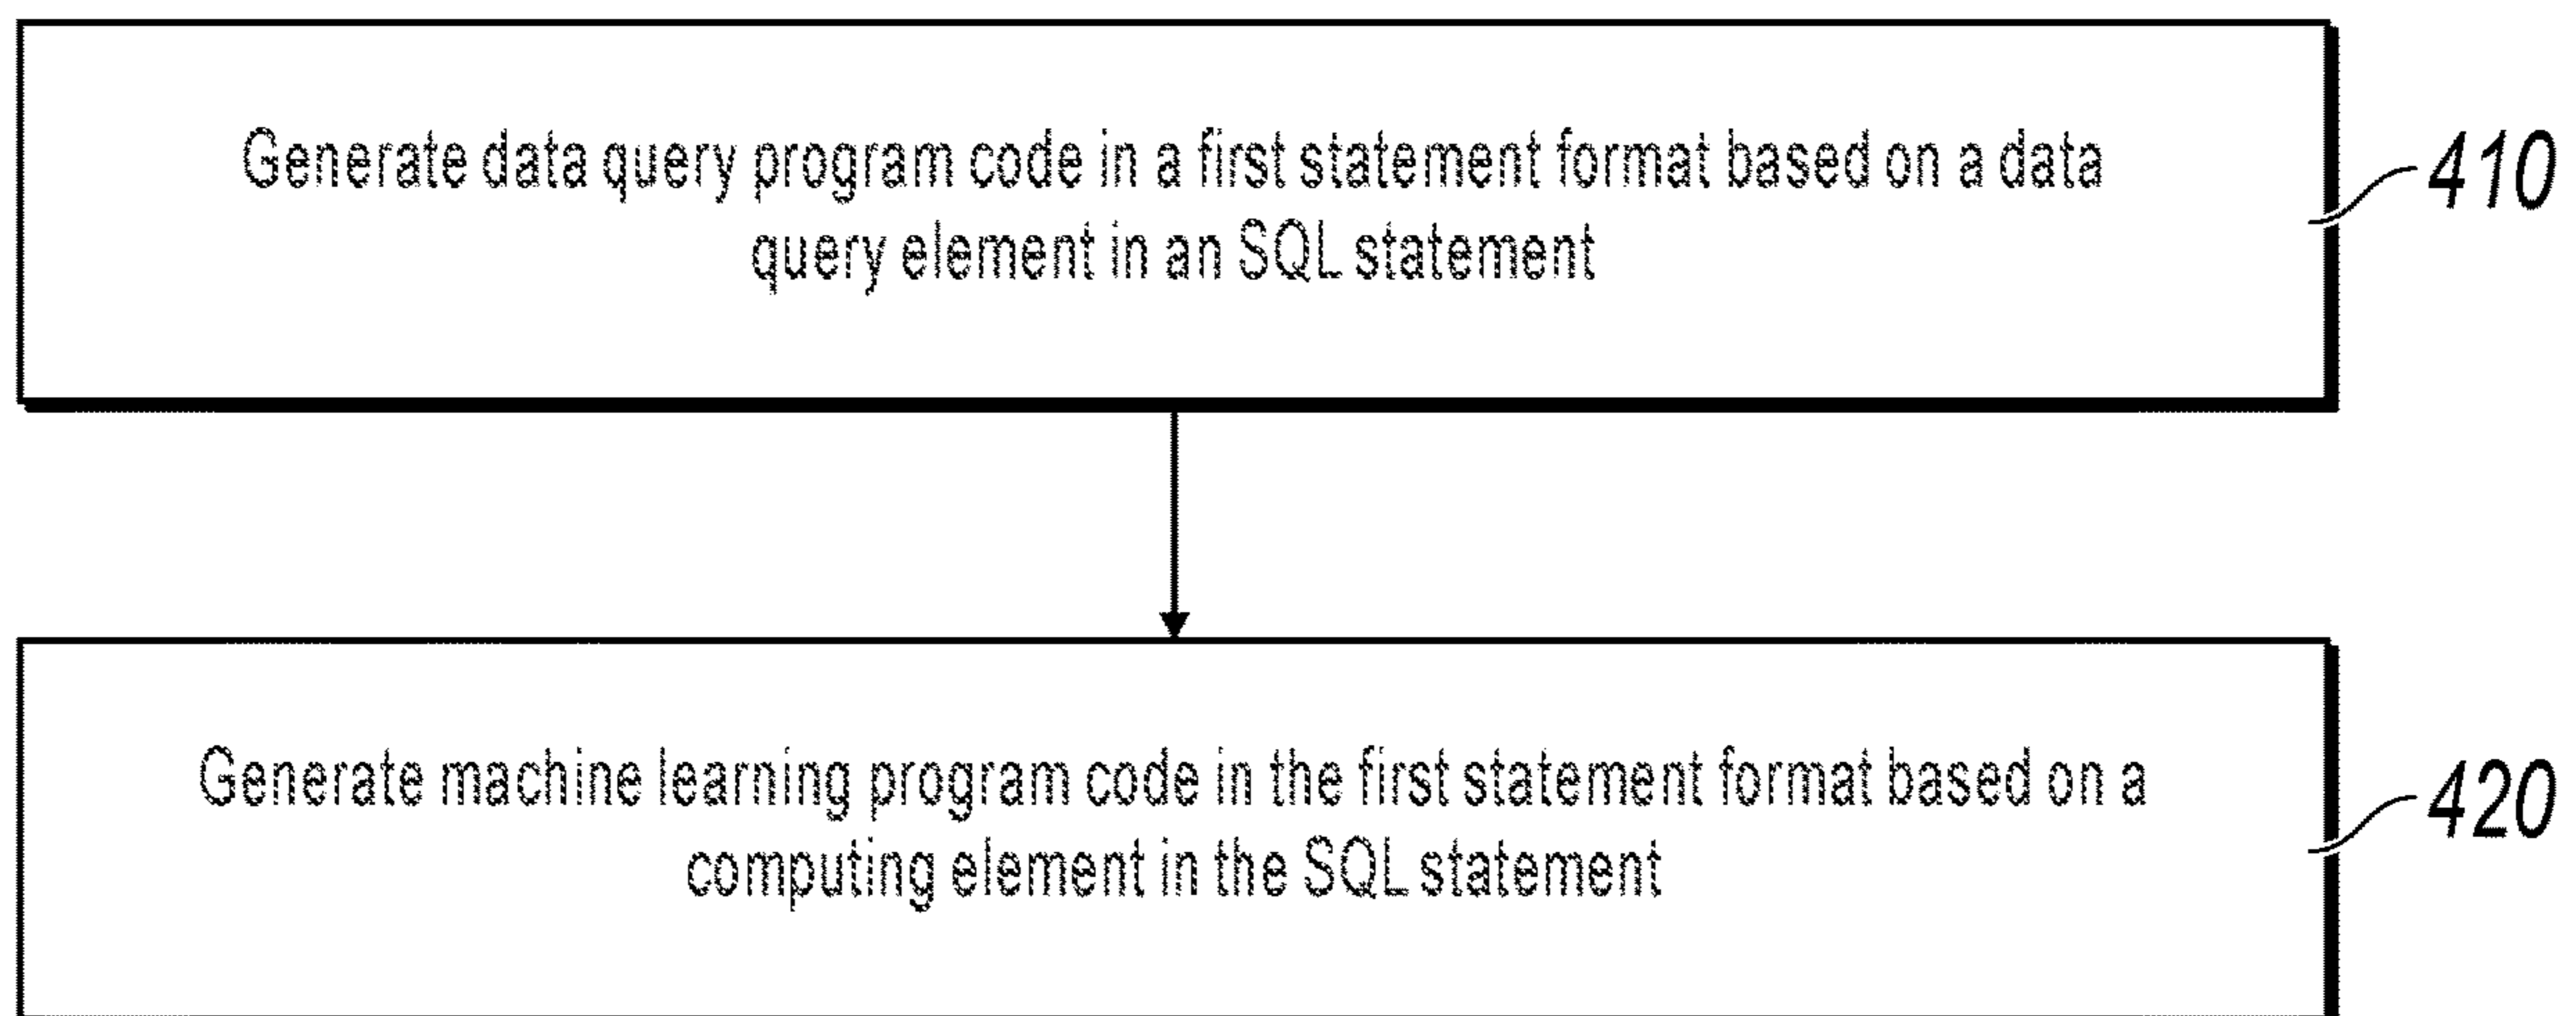 Generate data query program code in a first statement format based on a data
query element in an SQL statement
410
Generate machine learning program code in the first statement format based on a
computing element in the SQL statement
420